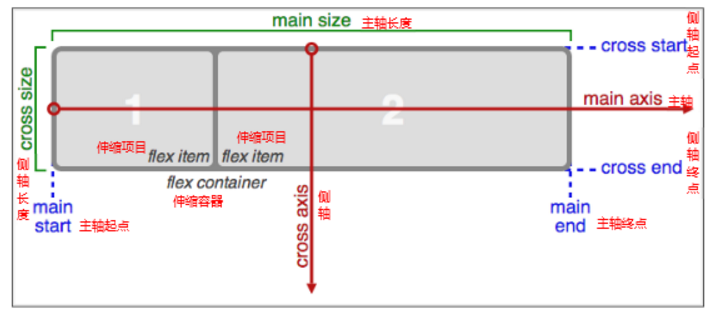 main size 主轴长度
侧轴起点
cross start
cross size
1
2
main axis 主轴
伸缩项目
伸缩项目
flex item
flex item
侧轴终点
cross end
flex container
伸缩容器
侧轴长度
cross axis
侧轴
main
start 主轴起点
main
end 主轴终点